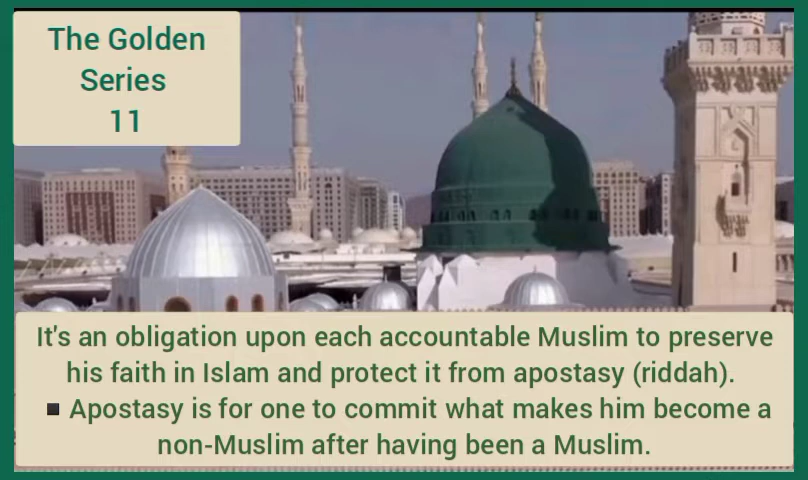 The Golden
Series
11
It's an obligation upon each accountable Muslim to preserve
his faith in Islam and protect it from apostasy (riddah).
▪ Apostasy is for one to commit what makes him become a
non-Muslim after having been a Muslim.